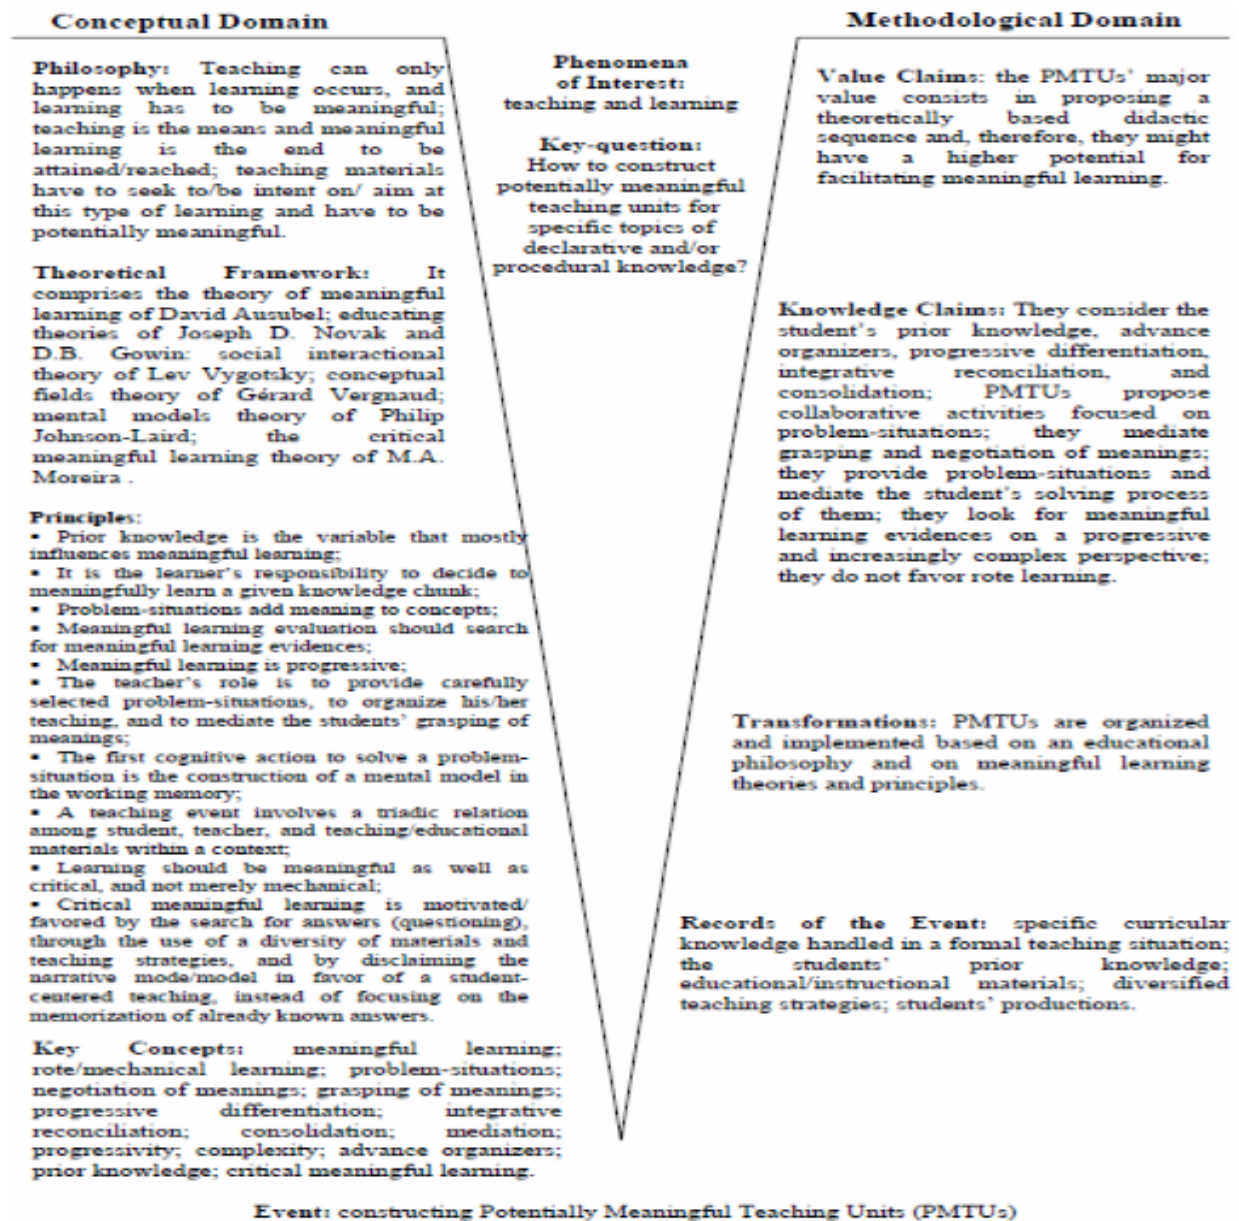 Conceptual Domain
Philosophy: Teaching can only
happens when learning occurs, and
learning has to be meaningful;
teaching is the means and meaningful
learning is the end to be
attained/reached; teaching materials
have to seek to/be intent on/ aim at
this type of learning and have to be
potentially meaningful.
Theoretical Framework: It
comprises the theory of meaningful
learning of David Ausubel; educating
theories of Joseph D. Novak and
D.B. Gowin: social interactional
theory of Lev Vygotsky; conceptual
fields theory of Gérard Vergnaud;
mental models theory of Philip
Johnson-Laird; the critical
meaningful learning theory of M.A.
Moreira .
Principles:
▪ Prior knowledge is the variable that mostly
influences meaningful learning;
▪ It is the learner's responsibility to decide to
meaningfully learn a given knowledge chunk;
▪ Problem-situations add meaning to concepts;
▪ Meaningful learning evaluation should search
for meaningful learning evidences;
▪ Meaningful learning is progressive;
▪ The teacher's role is to provide carefully
selected problem-situations, to organize his/her
teaching, and to mediate the students' grasping of
meanings;
▪ The first cognitive action to solve a problem-
situation is the construction of a mental model in
the working memory;
▪ A teaching event involves a triadic relation
among student, teacher, and teaching/educational
materials within a context;
▪ Learning should be meaningful as well as
critical, and not merely mechanical;
▪ Critical meaningful learning is motivated/
favored by the search for answers (questioning),
through the use of a diversity of materials and
teaching strategies, and by disclaiming the
narrative mode/model in favor of a student-
centered teaching, instead of focusing on the
memorization of already known answers.
Key Concepts: meaningful learning;
rote/mechanical learning; problem-situations;
negotiation of meanings; grasping of meanings;
progressive differentiation; integrative
reconciliation; consolidation; mediation;
progressivity; complexity; advance organizers;
prior knowledge; critical meaningful learning.
Phenomena
of Interest:
teaching and learning
Key-question:
How to construct
potentially meaningful
teaching units for
specific topics of
declarative and/or
procedural knowledge?
Methodological Domain
Value Claims: the PMTUs' major
value consists in proposing a
theoretically based didactic
sequence and, therefore, they might
have a higher potential for
facilitating meaningful learning.
Knowledge Claims: They consider the
student's prior knowledge, advance
organizers, progressive differentiation,
integrative reconciliation, and
consolidation; PMTUs propose
collaborative activities focused on
problem-situations; they mediate
grasping and negotiation of meanings;
they provide problem-situations and
mediate the student's solving process
of them; they look for meaningful
learning evidences on a progressive
and increasingly complex perspective;
they do not favor rote learning.
Transformations: PMTUs are organized
and implemented based on an educational
philosophy and on meaningful learning
theories and principles.
Records of the Event: specific curricular
knowledge handled in a formal teaching situation;
the students' prior knowledge;
educational/instructional materials; diversified
teaching strategies; students' productions.
Event: constructing Potentially Meaningful Teaching Units (PMTUs)